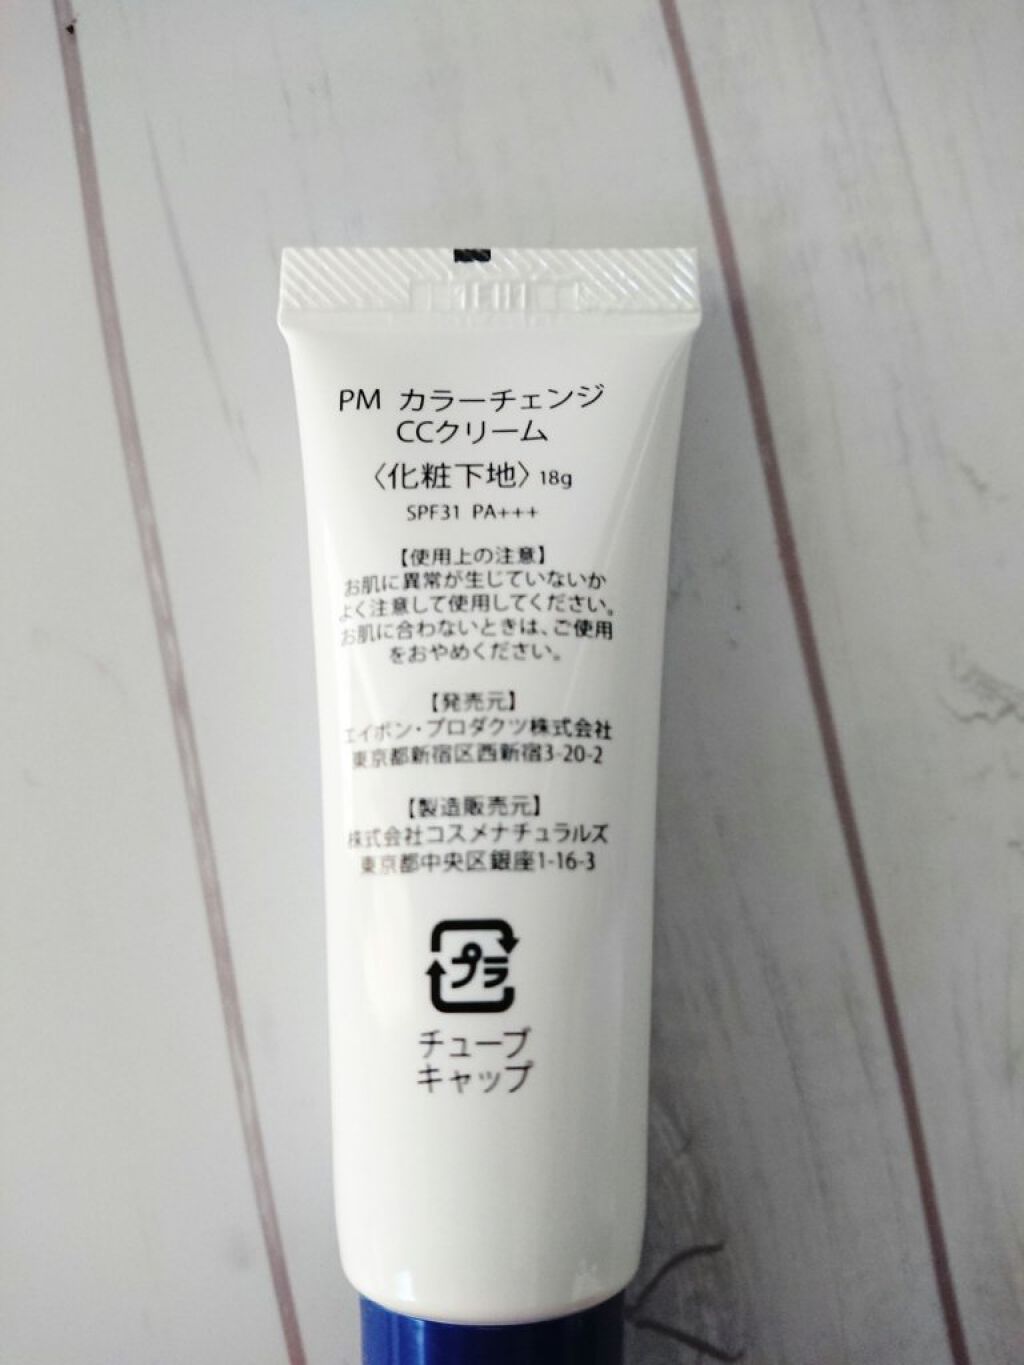 PM カラーチェンジ
CCクリーム
〈化粧下地〉18g
SPF31 PA+++
【使用上の注意】
お肌に異常が生じていないか
よく注意して使用してください。
お肌に合わないときは、ご使用
をおやめください。
【発売元】
エイボン・プロダクツ株式会社
東京都新宿区西新宿3-20-2
【製造販売元】
株式会社コスメナチュラルズ
東京都中央区銀座1-16-3
プラ
チューブ
キャップ